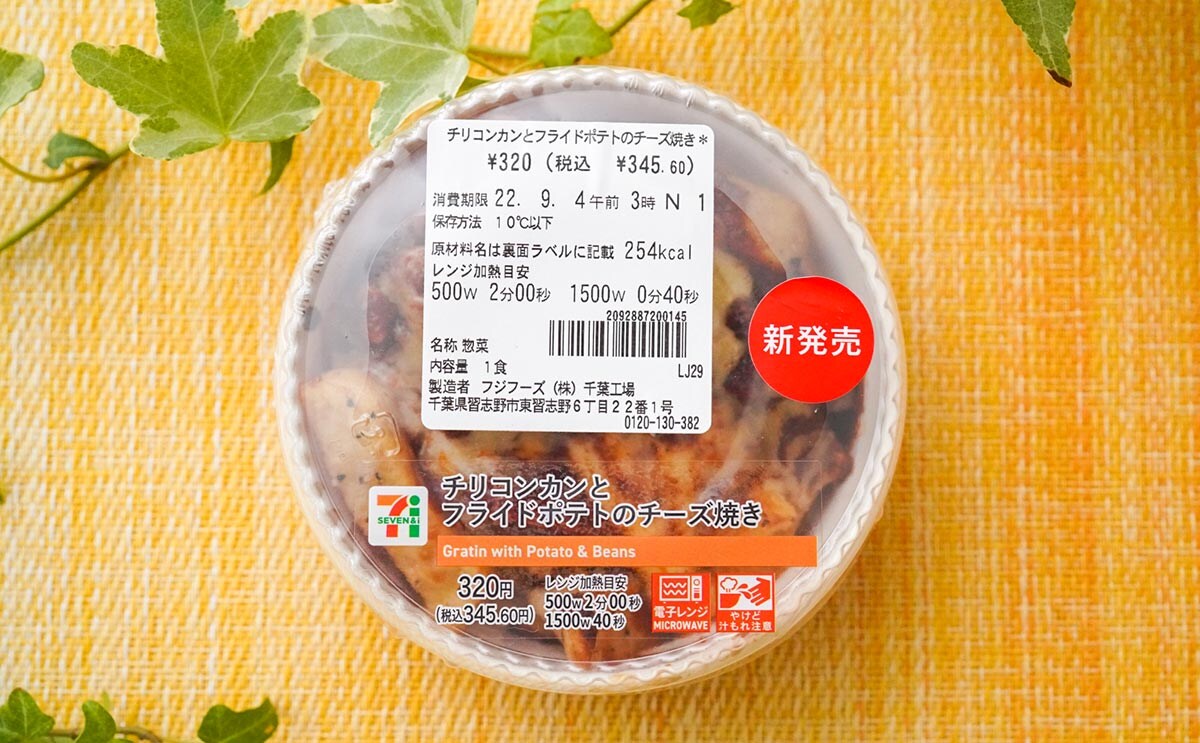 チリコンカンとフライドポテトのチーズ焼き*
¥320 (税込 ¥345.60)
消費期限 22. 9. 4午前 3時 N 1
保存方法 10℃以下
原材料名は裏面ラベルに記載 254kcal
レンジ加熱目安
500W 2分00秒 1500W 0分40秒
2092887200145
名称 惣菜
内容量 1食
LJ29
製造者 フジフーズ(株)千葉工場
千葉県習志野市東習志野6丁目22番1号
0120-130-382
新発売
SEVEN&i
チリコンカンと
フライドポテトのチーズ焼き
Gratin with Potato & Beans
320円
(税込345.60円)
レンジ加熱目安
500W2分00秒
1500W40秒
電子レンジ
MICROWAVE
やけど
汁もれ注意